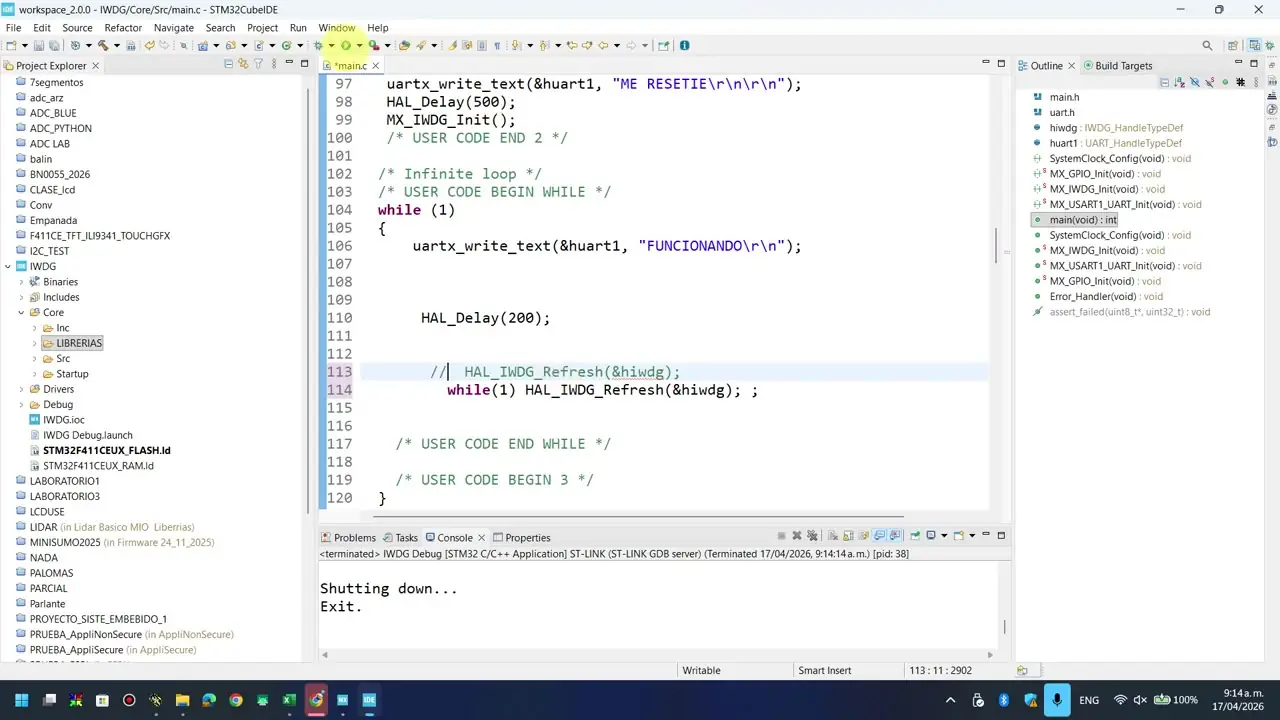 workspace_2.0.0 - IWDG/Core/Src/main.c - STM32CubeIDE
File Edit Source Refactor Navigate Search Project Run Window Help
Project Explorer
7segmentos
adc_arz
ADC_BLUE
ADC_PYTHON
ADC LAB
balin
BN0055_2026
CLASE_lcd
Conv
Empanada
F411CE_TFT_ILI9341_TOUCHGFX
I2C_TEST
IWDG
Binaries
Includes
Core
Inc
LIBRERIAS
Src
Startup
Drivers
Debug
IWDG.ioc
IWDG Debug.launch
STM32F411CEUX_FLASH.ld
STM32F411CEUX_RAM.ld
LABORATORIO1
LABORATORIO3
LCDUSE
LIDAR (in Lidar Basico MIO Liberrias)
MINISUMO2025 (in Firmware 24_11_2025)
NADA
PALOMAS
PARCIAL
Parlante
PROYECTO_SISTE_EMBEBIDO_1
PRUEBA_AppliNonSecure (in AppliNonSecure)
PRUEBA_AppliSecure (in AppliSecure)
*main.c
97 uartx_write_text(&huart1, "ME RESETIE\r\n\r\n");
98 HAL_Delay(500);
99 MX_IWDG_Init();
100 /* USER CODE END 2 */
101
102 /* Infinite loop */
103 /* USER CODE BEGIN WHILE */
104 while (1)
105 {
106 uartx_write_text(&huart1, "FUNCIONANDO\r\n");
107
108
109
110 HAL_Delay(200);
111
112
113 // HAL_IWDG_Refresh(&hiwdg);
114 while(1) HAL_IWDG_Refresh(&hiwdg); ;
115
116
117 /* USER CODE END WHILE */
118
119 /* USER CODE BEGIN 3 */
120 }
Problems Tasks Console Properties
<terminated> IWDG Debug [STM32 C/C++ Application] ST-LINK (ST-LINK GDB server) (Terminated 17/04/2026, 9:14:14 a. m.) [pid: 38]
Shutting down...
Exit.
Outline Build Targets
main.h
uart.h
hiwdg : IWDG_HandleTypeDef
huart1 : UART_HandleTypeDef
SystemClock_Config(void) : void
MX_GPIO_Init(void) : void
MX_IWDG_Init(void) : void
MX_USART1_UART_Init(void) : void
main(void) : int
SystemClock_Config(void) : void
MX_IWDG_Init(void) : void
MX_USART1_UART_Init(void) : void
MX_GPIO_Init(void) : void
Error_Handler(void) : void
assert_failed(uint8_t*, uint32_t) : void
Writable Smart Insert 113 : 11 : 2902
ENG 100% 9:14 a. m.
17/04/2026